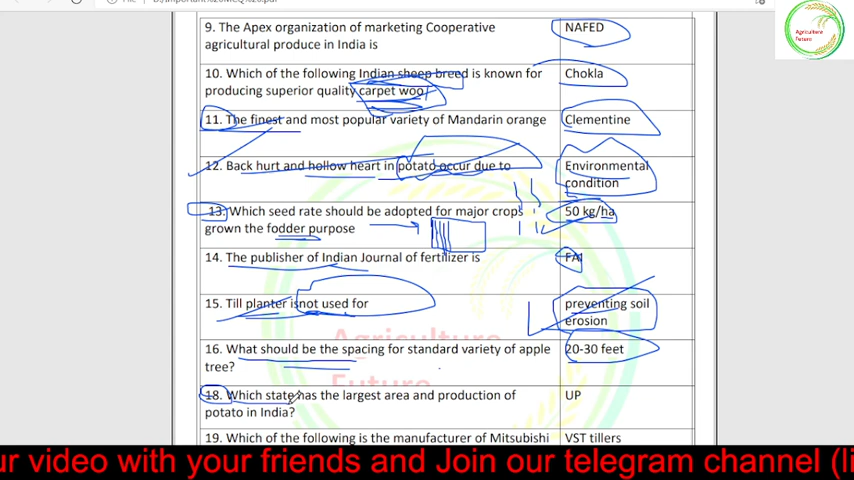 9. The Apex organization of marketing Cooperative
agricultural produce in India is
NAFED
10. Which of the following Indian sheep breed is known for
producing superior quality carpet wool
Chokla
11. The finest and most popular variety of Mandarin orange
Clementine
12. Back hurt and hollow heart in potato occur due to
Environmental
condition
13. Which seed rate should be adopted for major crops
grown the fodder purpose
50 kg/ha
14. The publisher of Indian Journal of fertilizer is
FAI
15. Till planter is not used for
preventing soil
erosion
16. What should be the spacing for standard variety of apple
tree?
20-30 feet
18. Which state has the largest area and production of
potato in India?
UP
19. Which of the following is the manufacturer of Mitsubishi
VST tillers
Agriculture
Future
Agriculture
ur video with your friends and Join our telegram channel (li